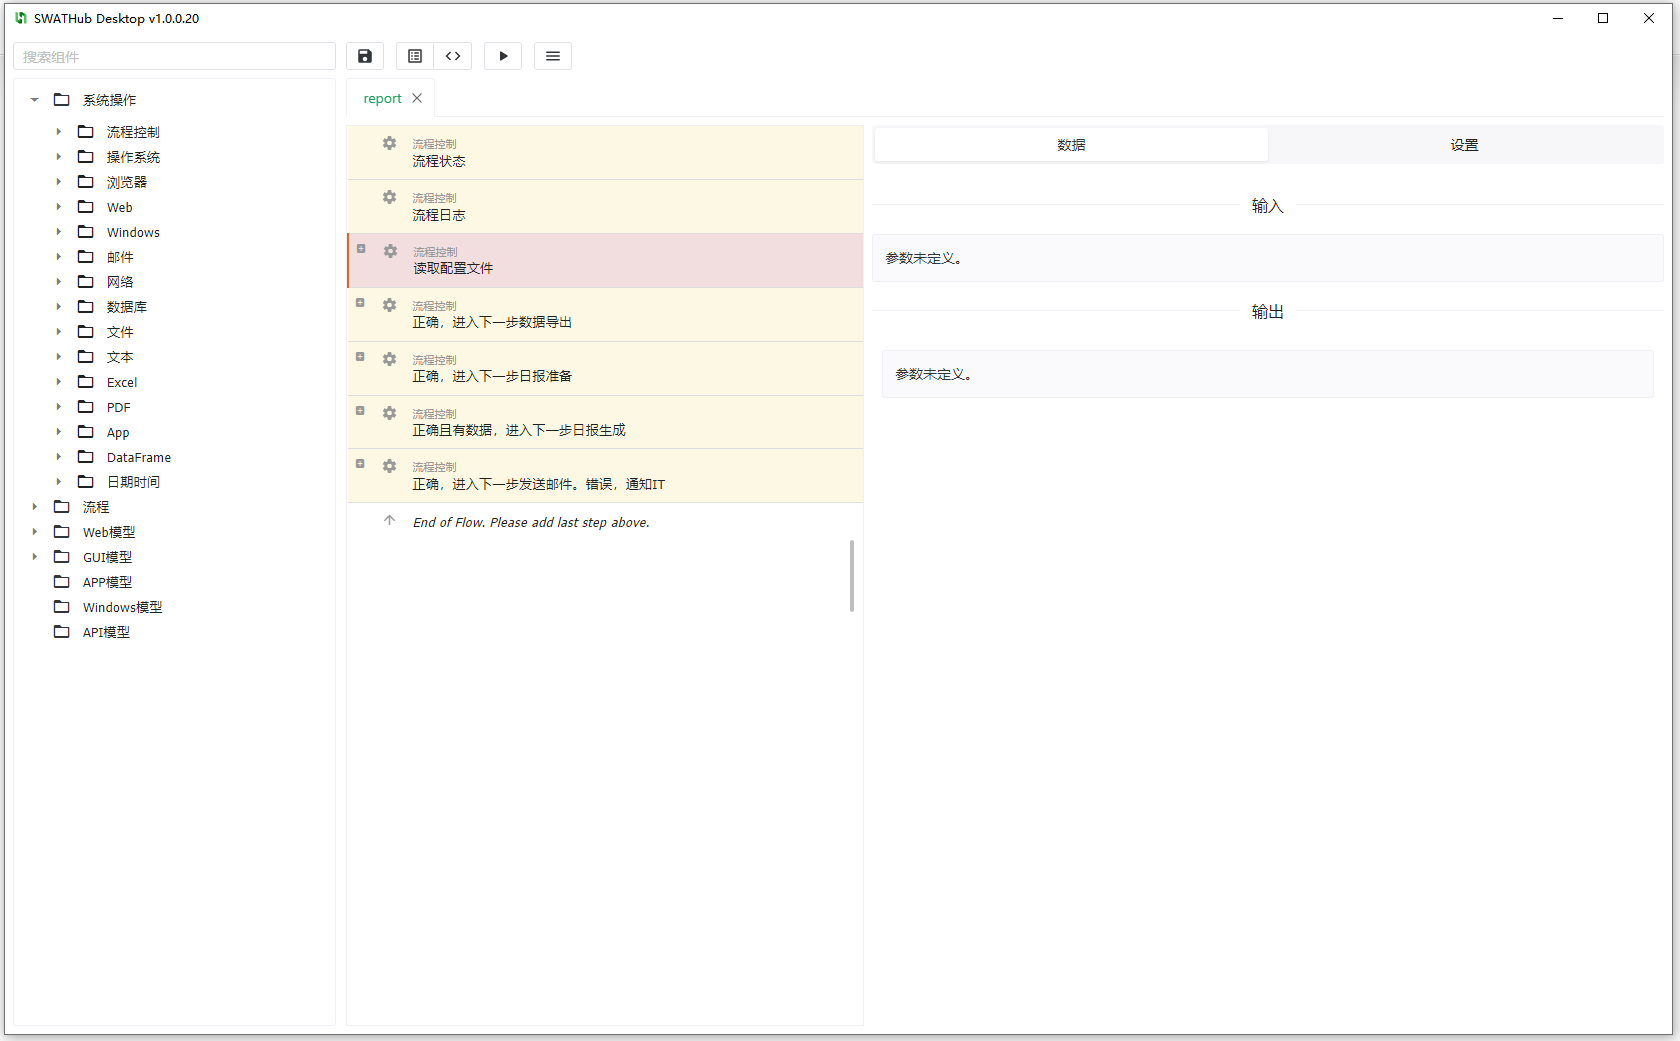 SWATHub Desktop v1.0.0.20
搜索组件
系统操作
流程控制
操作系统
浏览器
Web
Windows
邮件
网络
数据库
文件
文本
Excel
PDF
App
DataFrame
日期时间
流程
Web模型
GUI模型
APP模型
Windows模型
API模型
report
流程控制
流程状态
流程控制
流程日志
流程控制
读取配置文件
流程控制
正确，进入下一步数据导出
流程控制
正确，进入下一步日报准备
流程控制
正确且有数据，进入下一步日报生成
流程控制
正确，进入下一步发送邮件。错误，通知IT
End of Flow. Please add last step above.
数据
设置
输入
参数未定义。
输出
参数未定义。